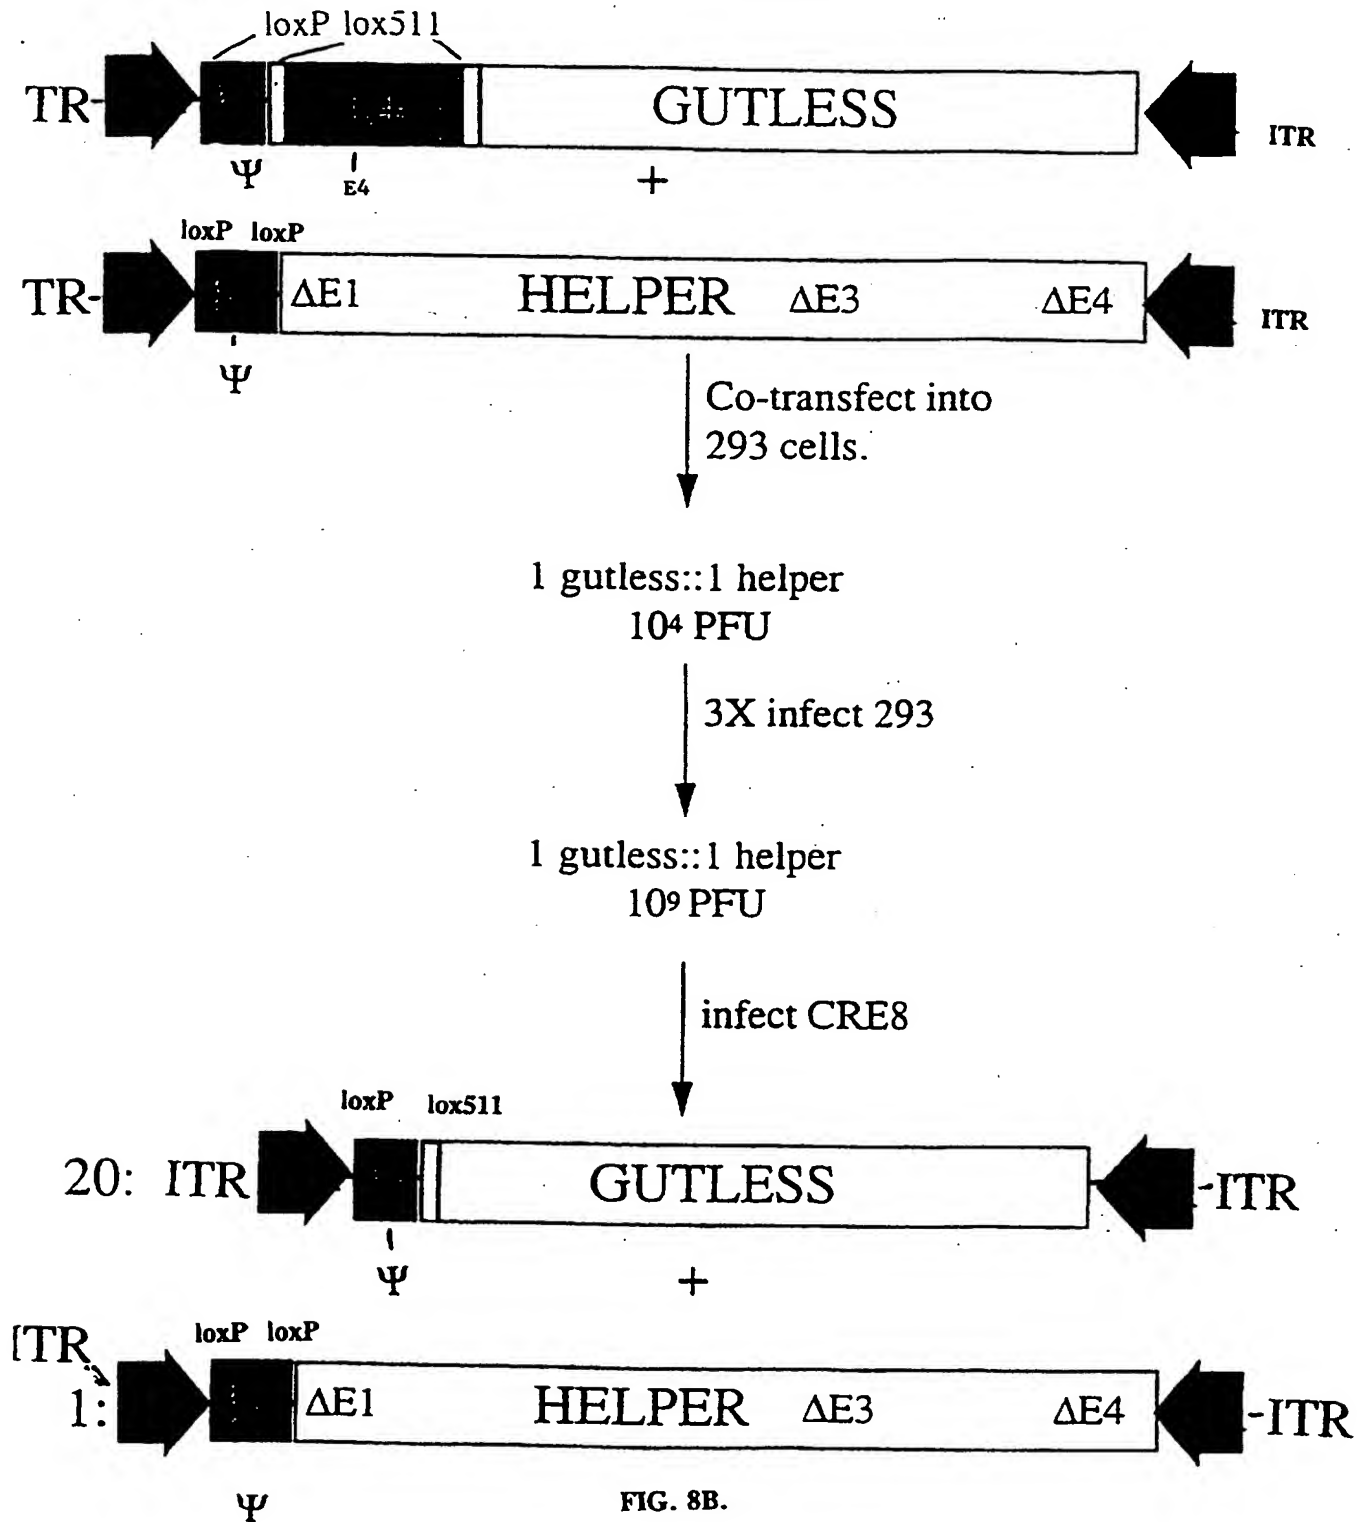 loxP lox511
TR- GUTLESS ITR
Ψ E4 +
loxP loxP
TR- ΔE1 HELPER ΔE3 ΔE4 ITR
Ψ
Co-transfect into
293 cells.
1 gutless::1 helper
10⁴ PFU
3X infect 293
1 gutless::1 helper
10⁹ PFU
infect CRE8
loxP lox511
20: ITR GUTLESS -ITR
Ψ +
loxP loxP
ITR
1: ΔE1 HELPER ΔE3 ΔE4 -ITR
Ψ
FIG. 8B.